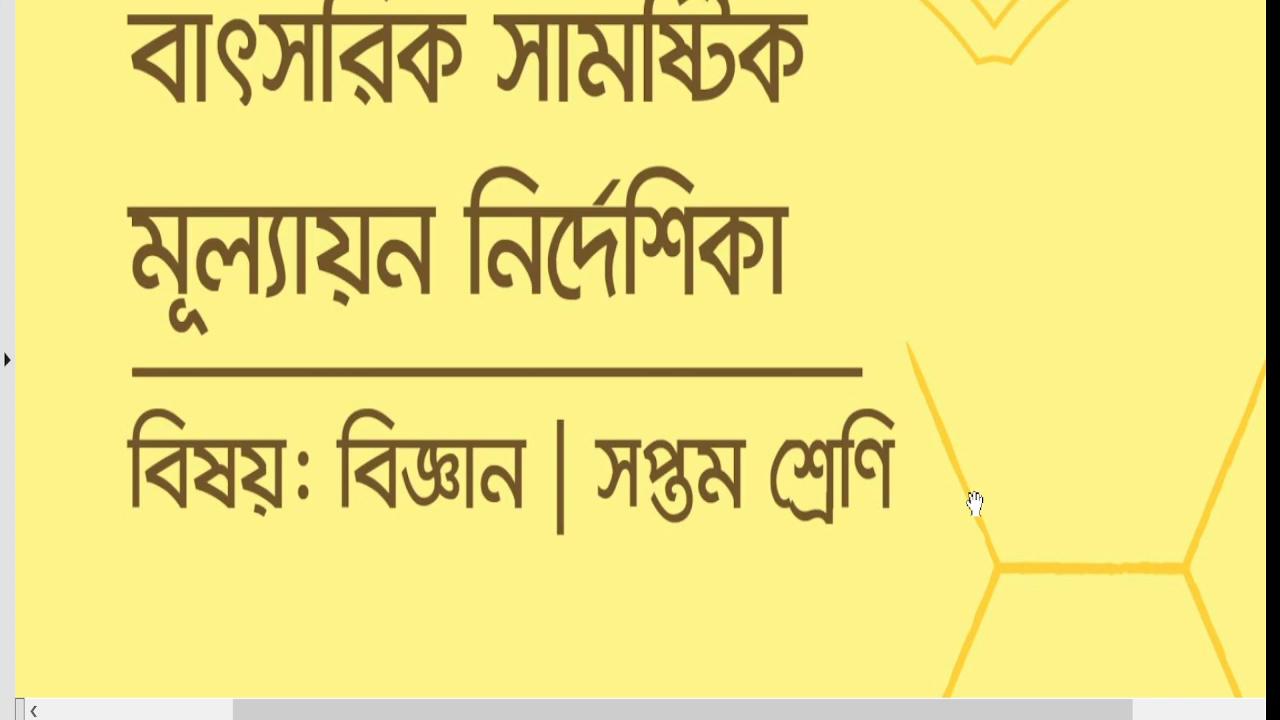 বাৎসরিক সামষ্টিক
মূল্যায়ন নির্দেশিকা
বিষয়: বিজ্ঞান | সপ্তম শ্রেণি